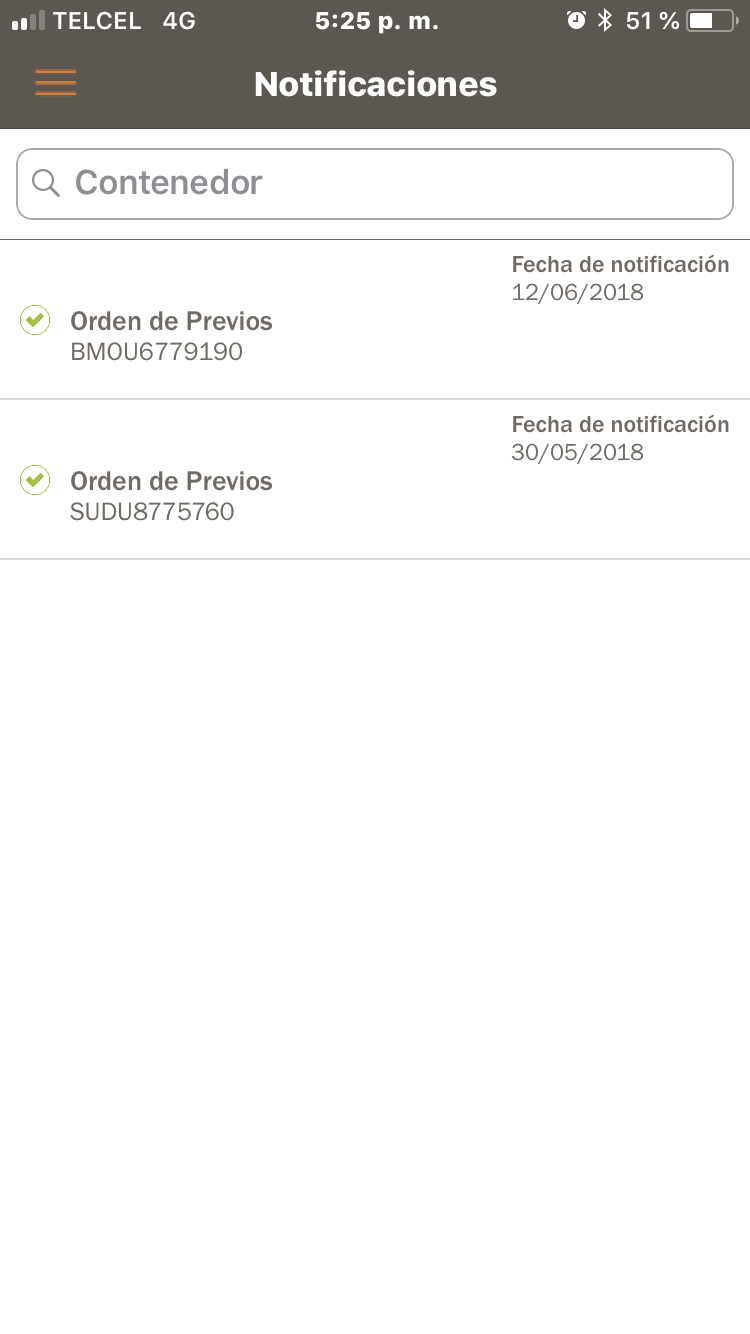 TELCEL 4G 5:25 p. m. 51 %
Notificaciones
Contenedor
Fecha de notificación
12/06/2018
Orden de Previos
BMOU6779190
Fecha de notificación
30/05/2018
Orden de Previos
SUDU8775760